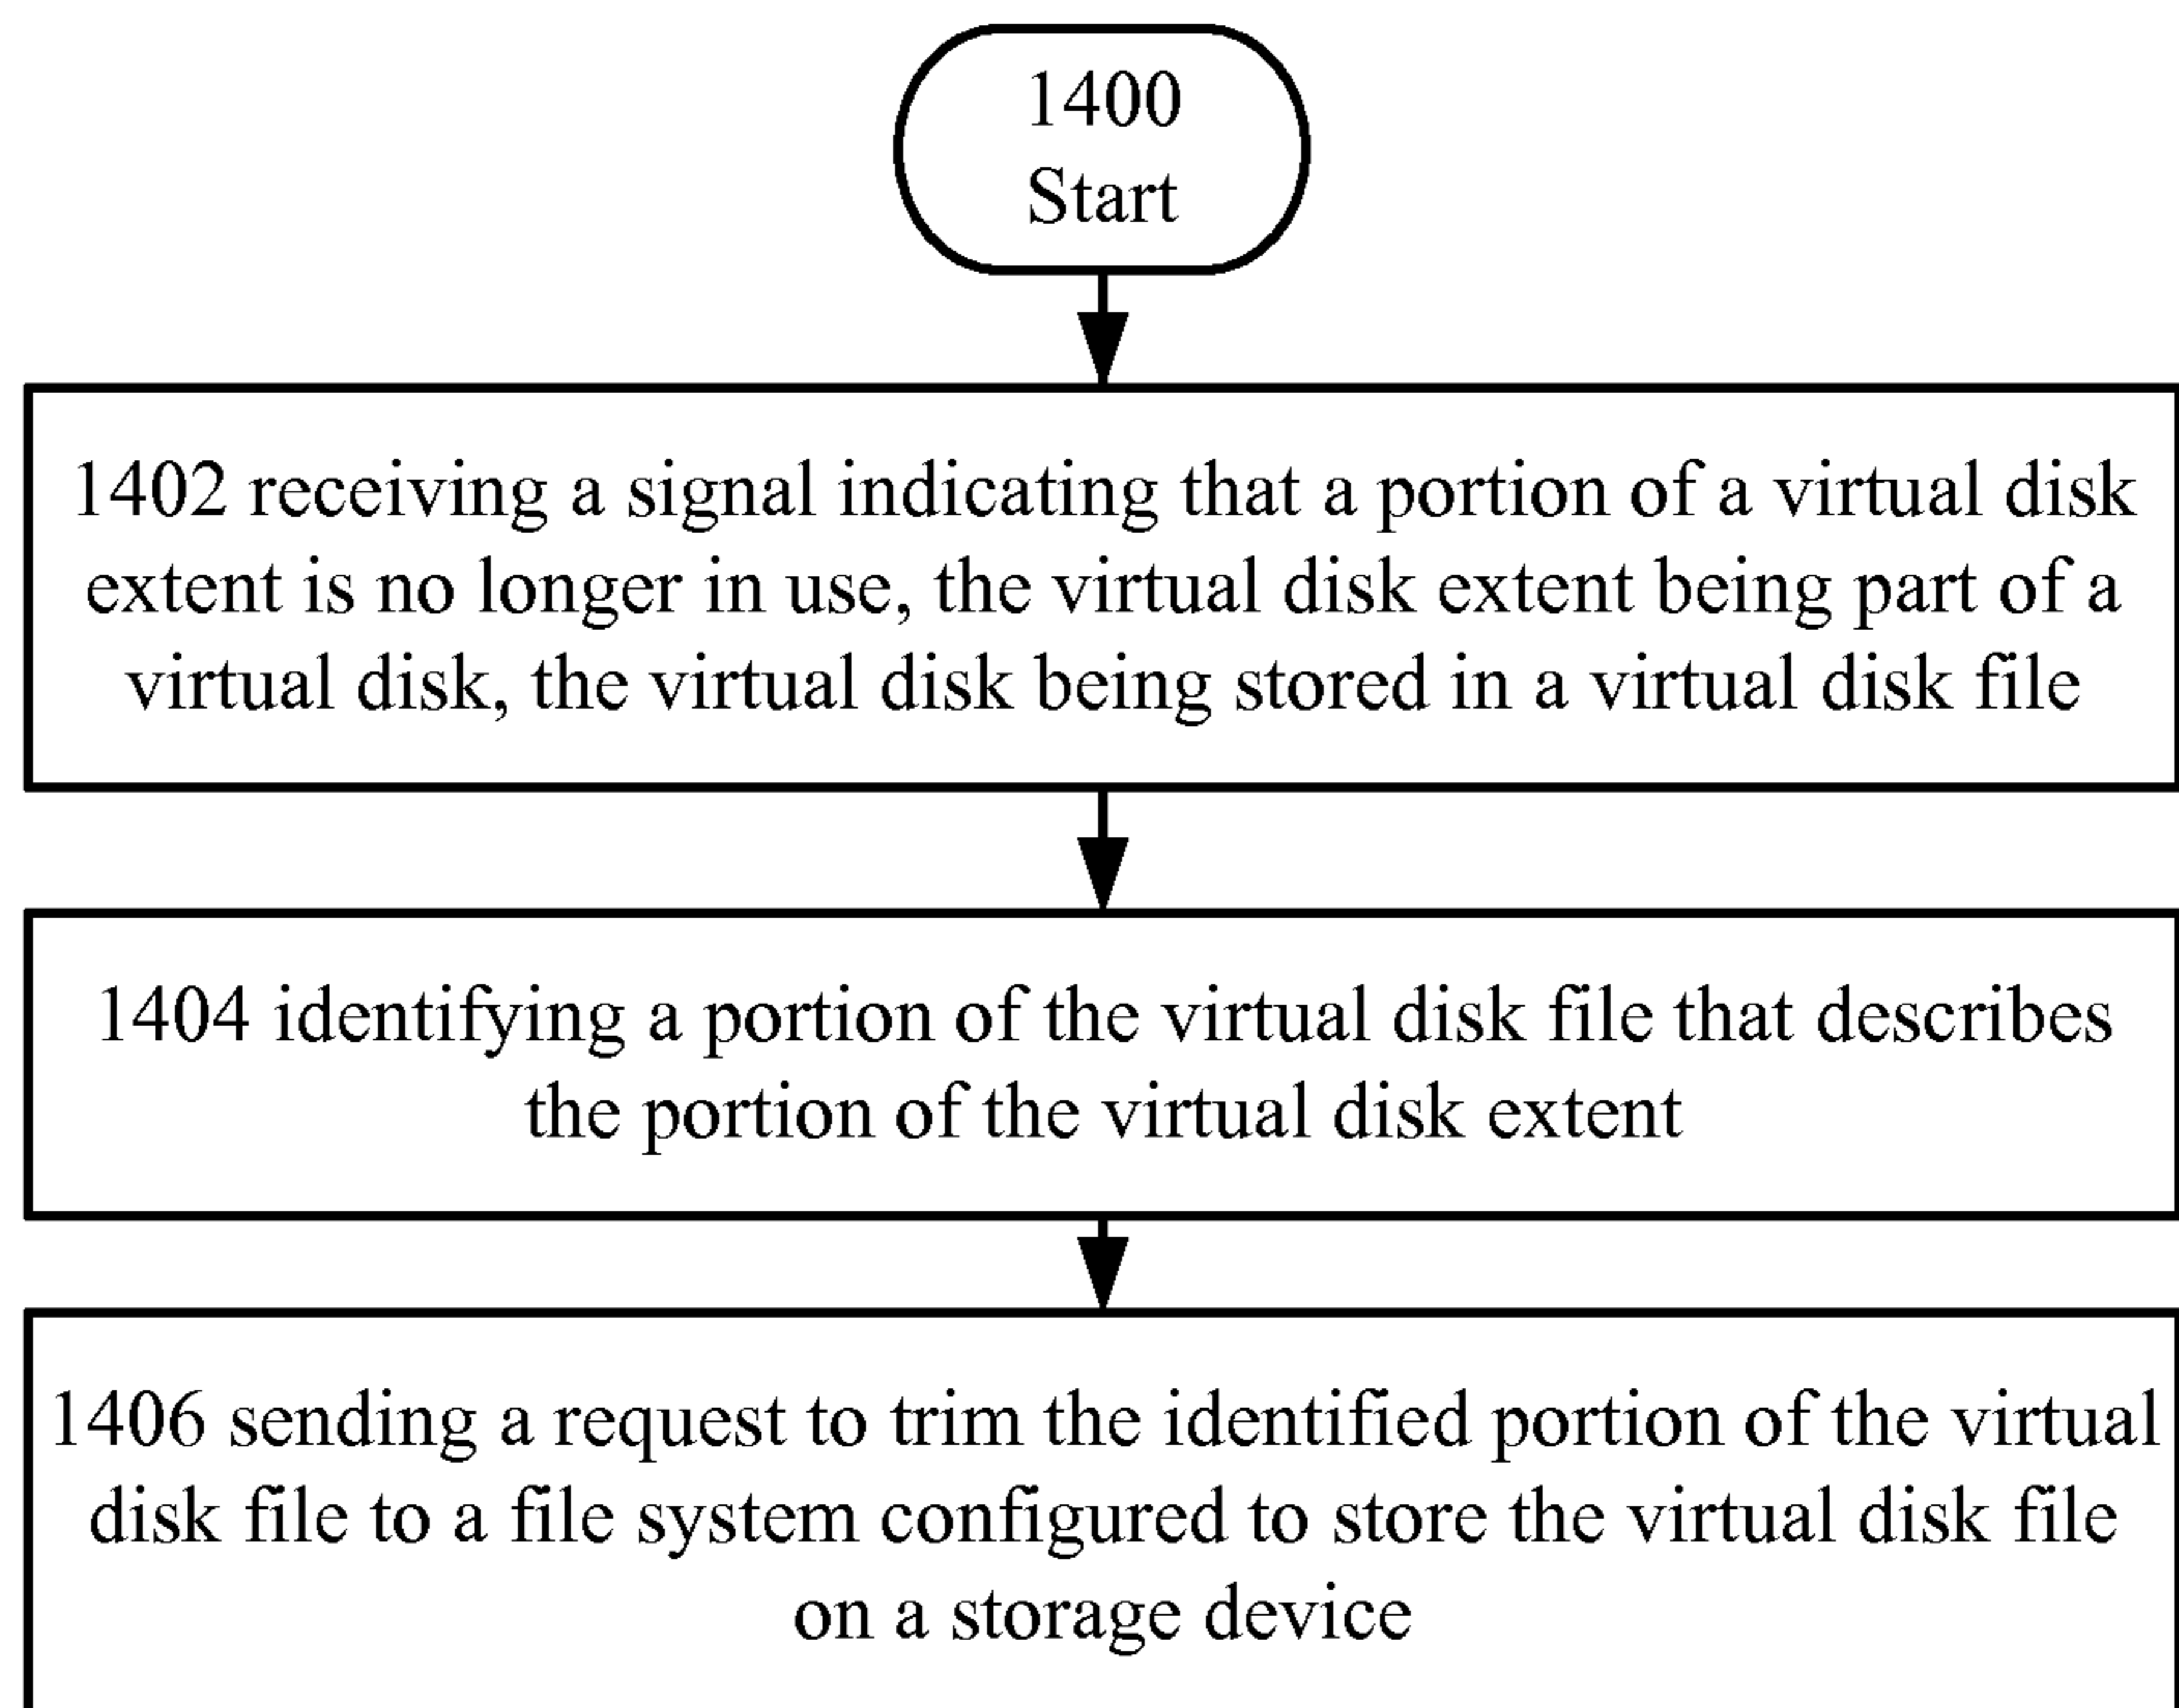 1400
Start
1402 receiving a signal indicating that a portion of a virtual disk
extent is no longer in use, the virtual disk extent being part of a
virtual disk, the virtual disk being stored in a virtual disk file
1404 identifying a portion of the virtual disk file that describes
the portion of the virtual disk extent
1406 sending a request to trim the identified portion of the virtual
disk file to a file system configured to store the virtual disk file
on a storage device